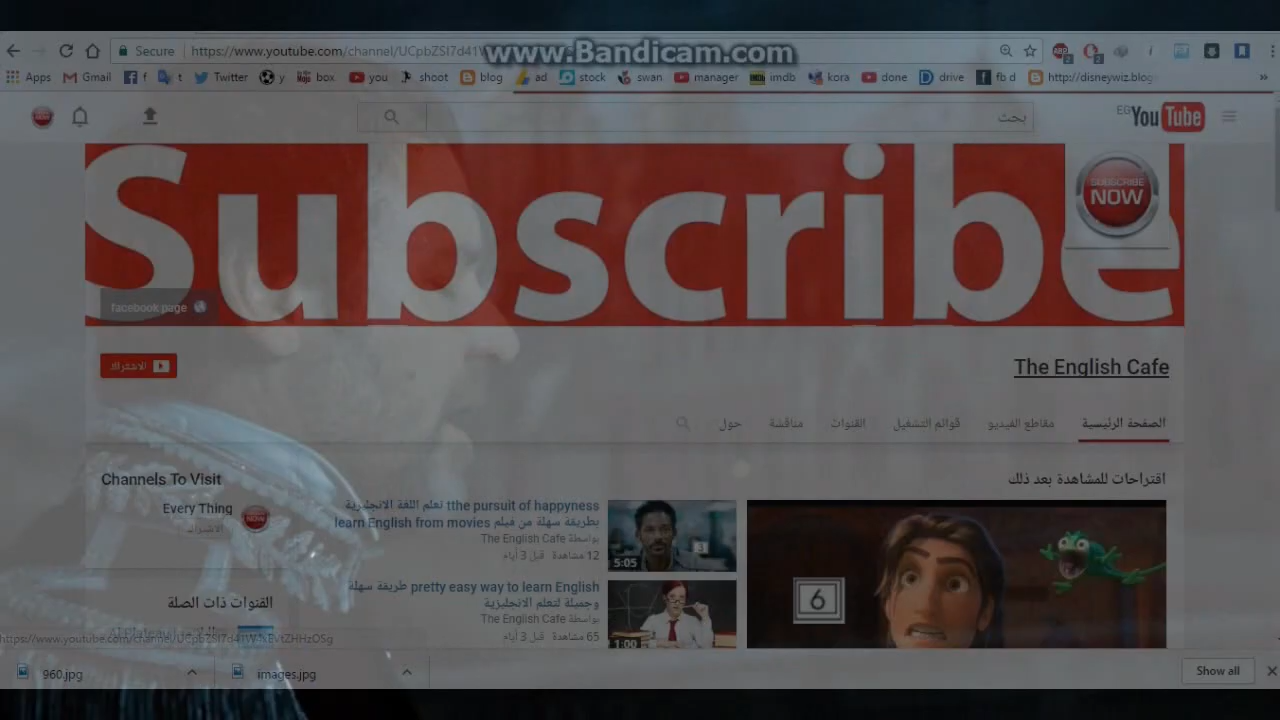 www.Bandicam.com
Secure https://www.youtube.com/channel/UCpbZSI7d41W
Apps Gmail f t Twitter y box you shoot blog ad stock swan manager imdb kora done drive fb d http://disneywiz.blog
بحث
EG YouTube
Subscribe
SUBSCRIBE NOW
facebook page
الاشتراك
The English Cafe
الصفحة الرئيسية مقاطع الفيديو قوائم التشغيل القنوات مناقشة حول
اقتراحات للمشاهدة بعد ذلك
Channels To Visit
Every Thing
الاشتراك
tthe pursuit of happyness تعلم اللغة الانجليزية
بطريقة سهلة من فيلم learn English from movies
بواسطة The English Cafe
12 مشاهدة قبل 3 أيام
5:05
pretty easy way to learn English طريقة سهلة
وجميلة لتعلم الانجليزية
بواسطة The English Cafe
65 مشاهدة قبل 3 أيام
1:00
6
القنوات ذات الصلة
960.jpg
images.jpg
Show all